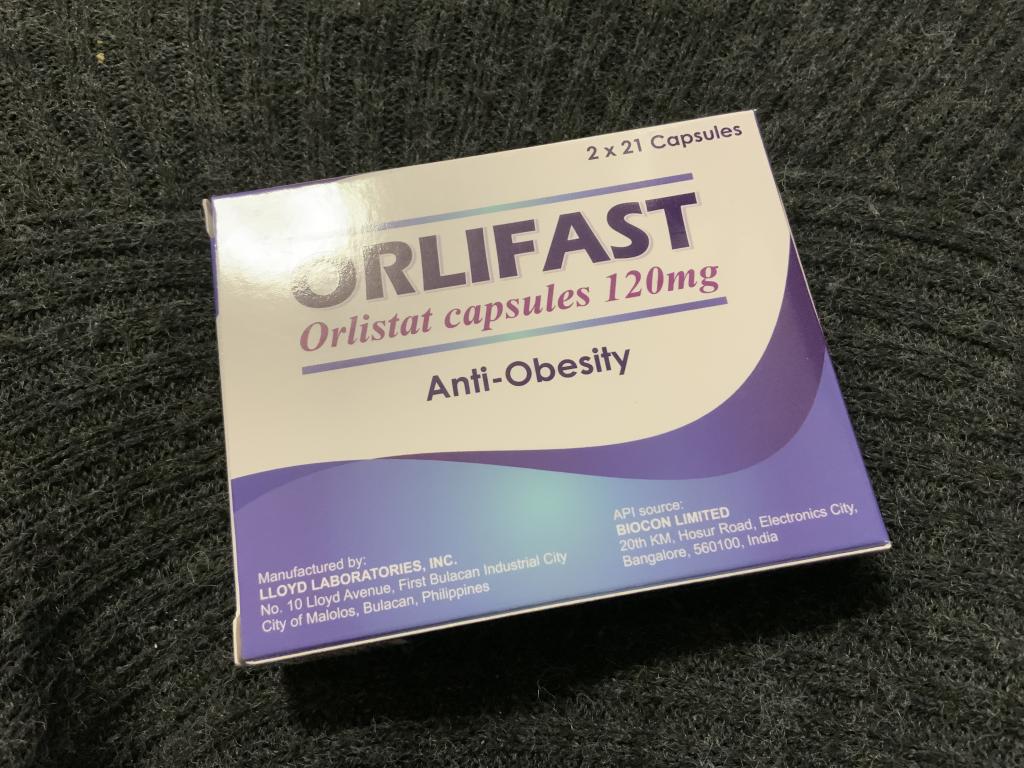 2 x 21 Capsules
ORLIFAST
Orlistat capsules 120mg
Anti-Obesity
Manufactured by:
LLOYD LABORATORIES, INC.
No. 10 Lloyd Avenue, First Bulacan Industrial City
City of Malolos, Bulacan, Philippines
API source:
BIOCON LIMITED
20th KM. Hosur Road, Electronics City,
Bangalore, 560100, India